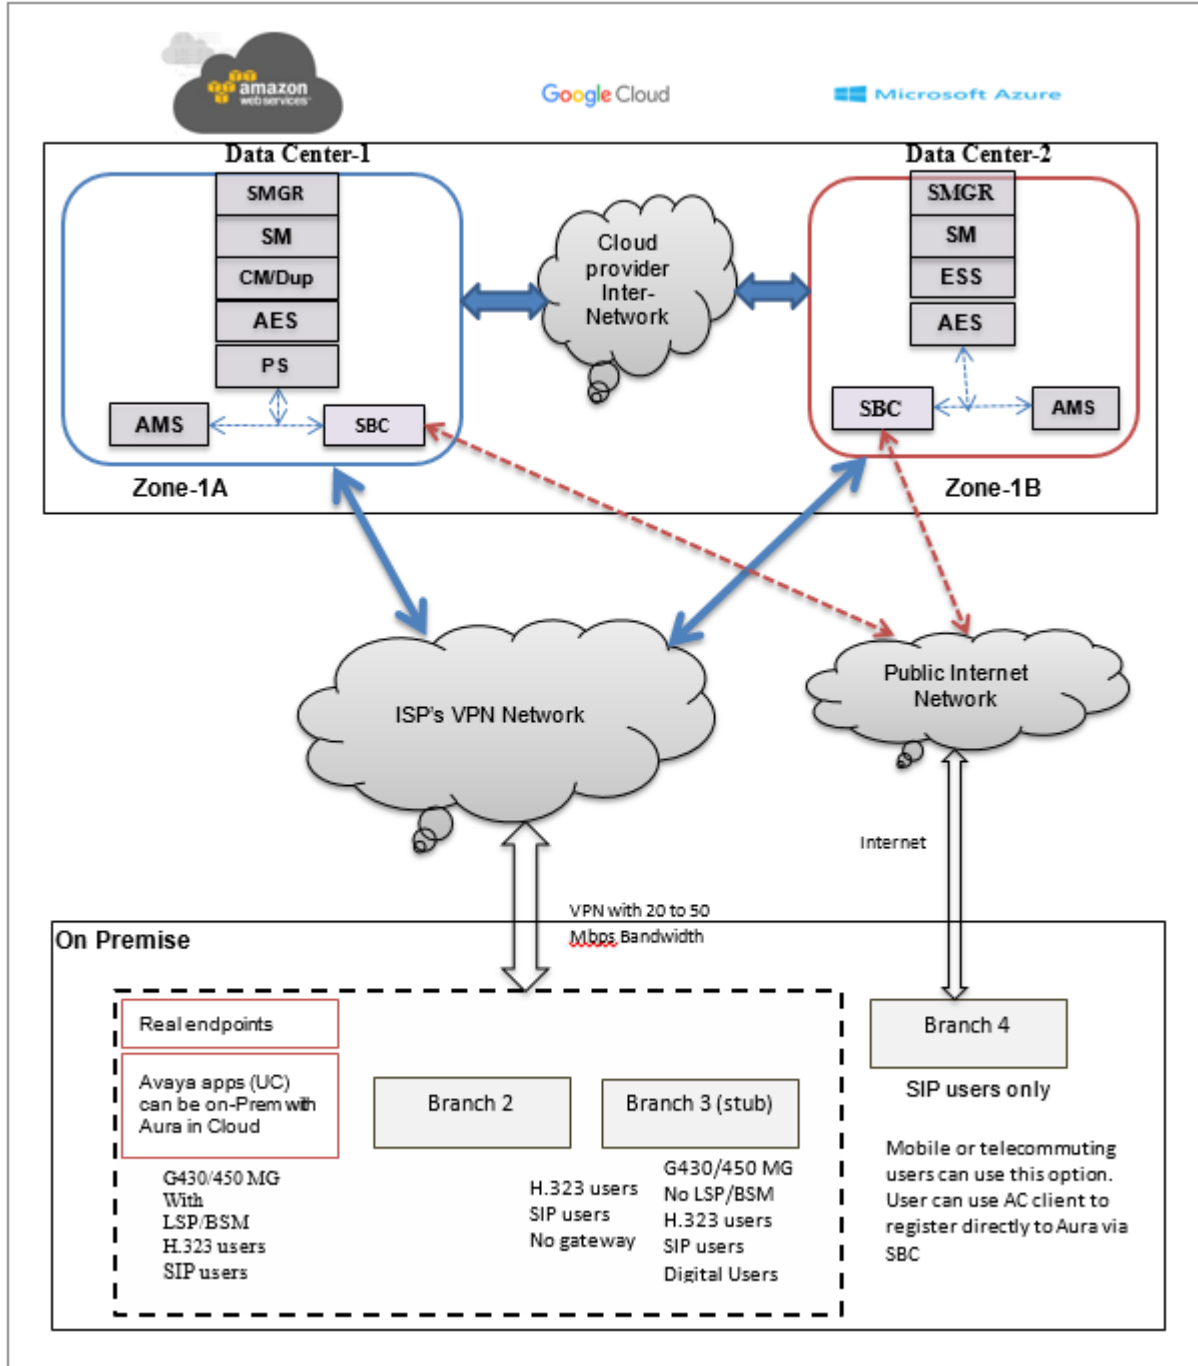 amazon
webservices™
Google Cloud
Microsoft Azure
Data Center-1
Data Center-2
SMGR
SM
CM/Dup
AES
PS
AMS
SBC
Zone-1A
Cloud
provider
Inter-
Network
SMGR
SM
ESS
AES
SBC
AMS
Zone-1B
ISP's VPN Network
Public Internet
Network
Internet
VPN with 20 to 50
Mbps Bandwidth
On Premise
Real endpoints
Avaya apps (UC)
can be on-Prem with
Aura in Cloud
G430/450 MG
With
LSP/BSM
H.323 users
SIP users
Branch 2
H.323 users
SIP users
No gateway
Branch 3 (stub)
G430/450 MG
No LSP/BSM
H.323 users
SIP users
Digital Users
Branch 4
SIP users only
Mobile or telecommuting
users can use this option.
User can use AC client to
register directly to Aura via
SBC